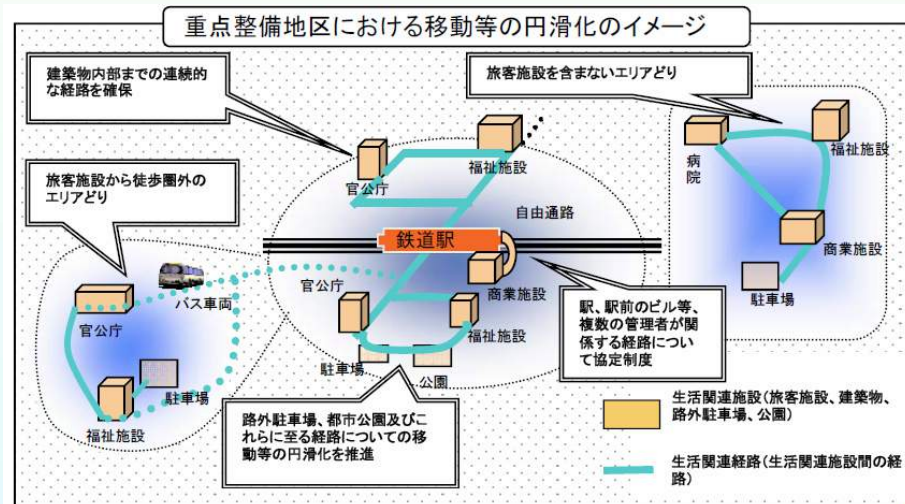 重点整備地区における移動等の円滑化のイメージ
建築物内部までの連続的
な経路を確保
旅客施設を含まないエリアどり
旅客施設から徒歩圏外の
エリアどり
官公庁
福祉施設
自由通路
鉄道駅
商業施設
官公庁
福祉施設
駐車場
公園
病院
福祉施設
商業施設
駐車場
バス車両
官公庁
駐車場
福祉施設
駅、駅前のビル等、
複数の管理者が関
係する経路につい
て協定制度
路外駐車場、都市公園及びこ
れらに至る経路についての移
動等の円滑化を推進
生活関連施設(旅客施設、建築物、
路外駐車場、公園)
生活関連経路(生活関連施設間の経
路)